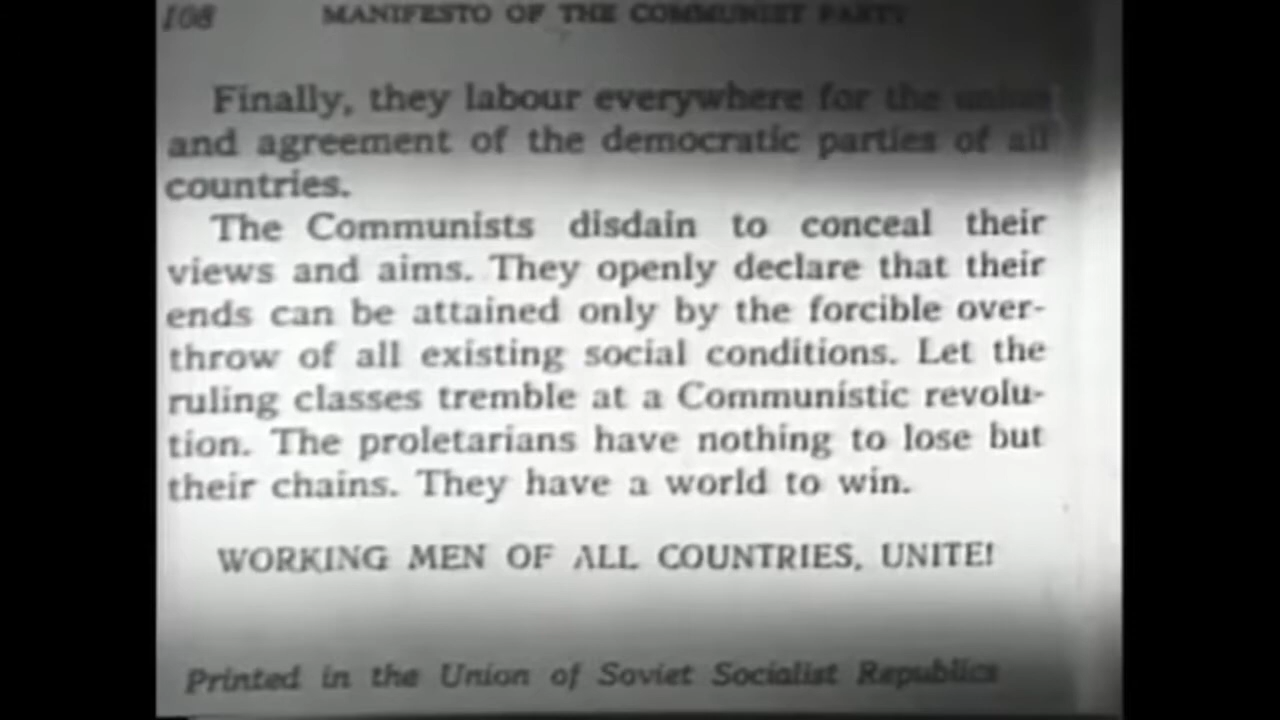 108 MANIFESTO OF THE COMMUNIST PARTY
Finally, they labour everywhere for the union
and agreement of the democratic parties of all
countries.
The Communists disdain to conceal their
views and aims. They openly declare that their
ends can be attained only by the forcible over-
throw of all existing social conditions. Let the
ruling classes tremble at a Communistic revolu-
tion. The proletarians have nothing to lose but
their chains. They have a world to win.
WORKING MEN OF ALL COUNTRIES, UNITE!
Printed in the Union of Soviet Socialist Republics